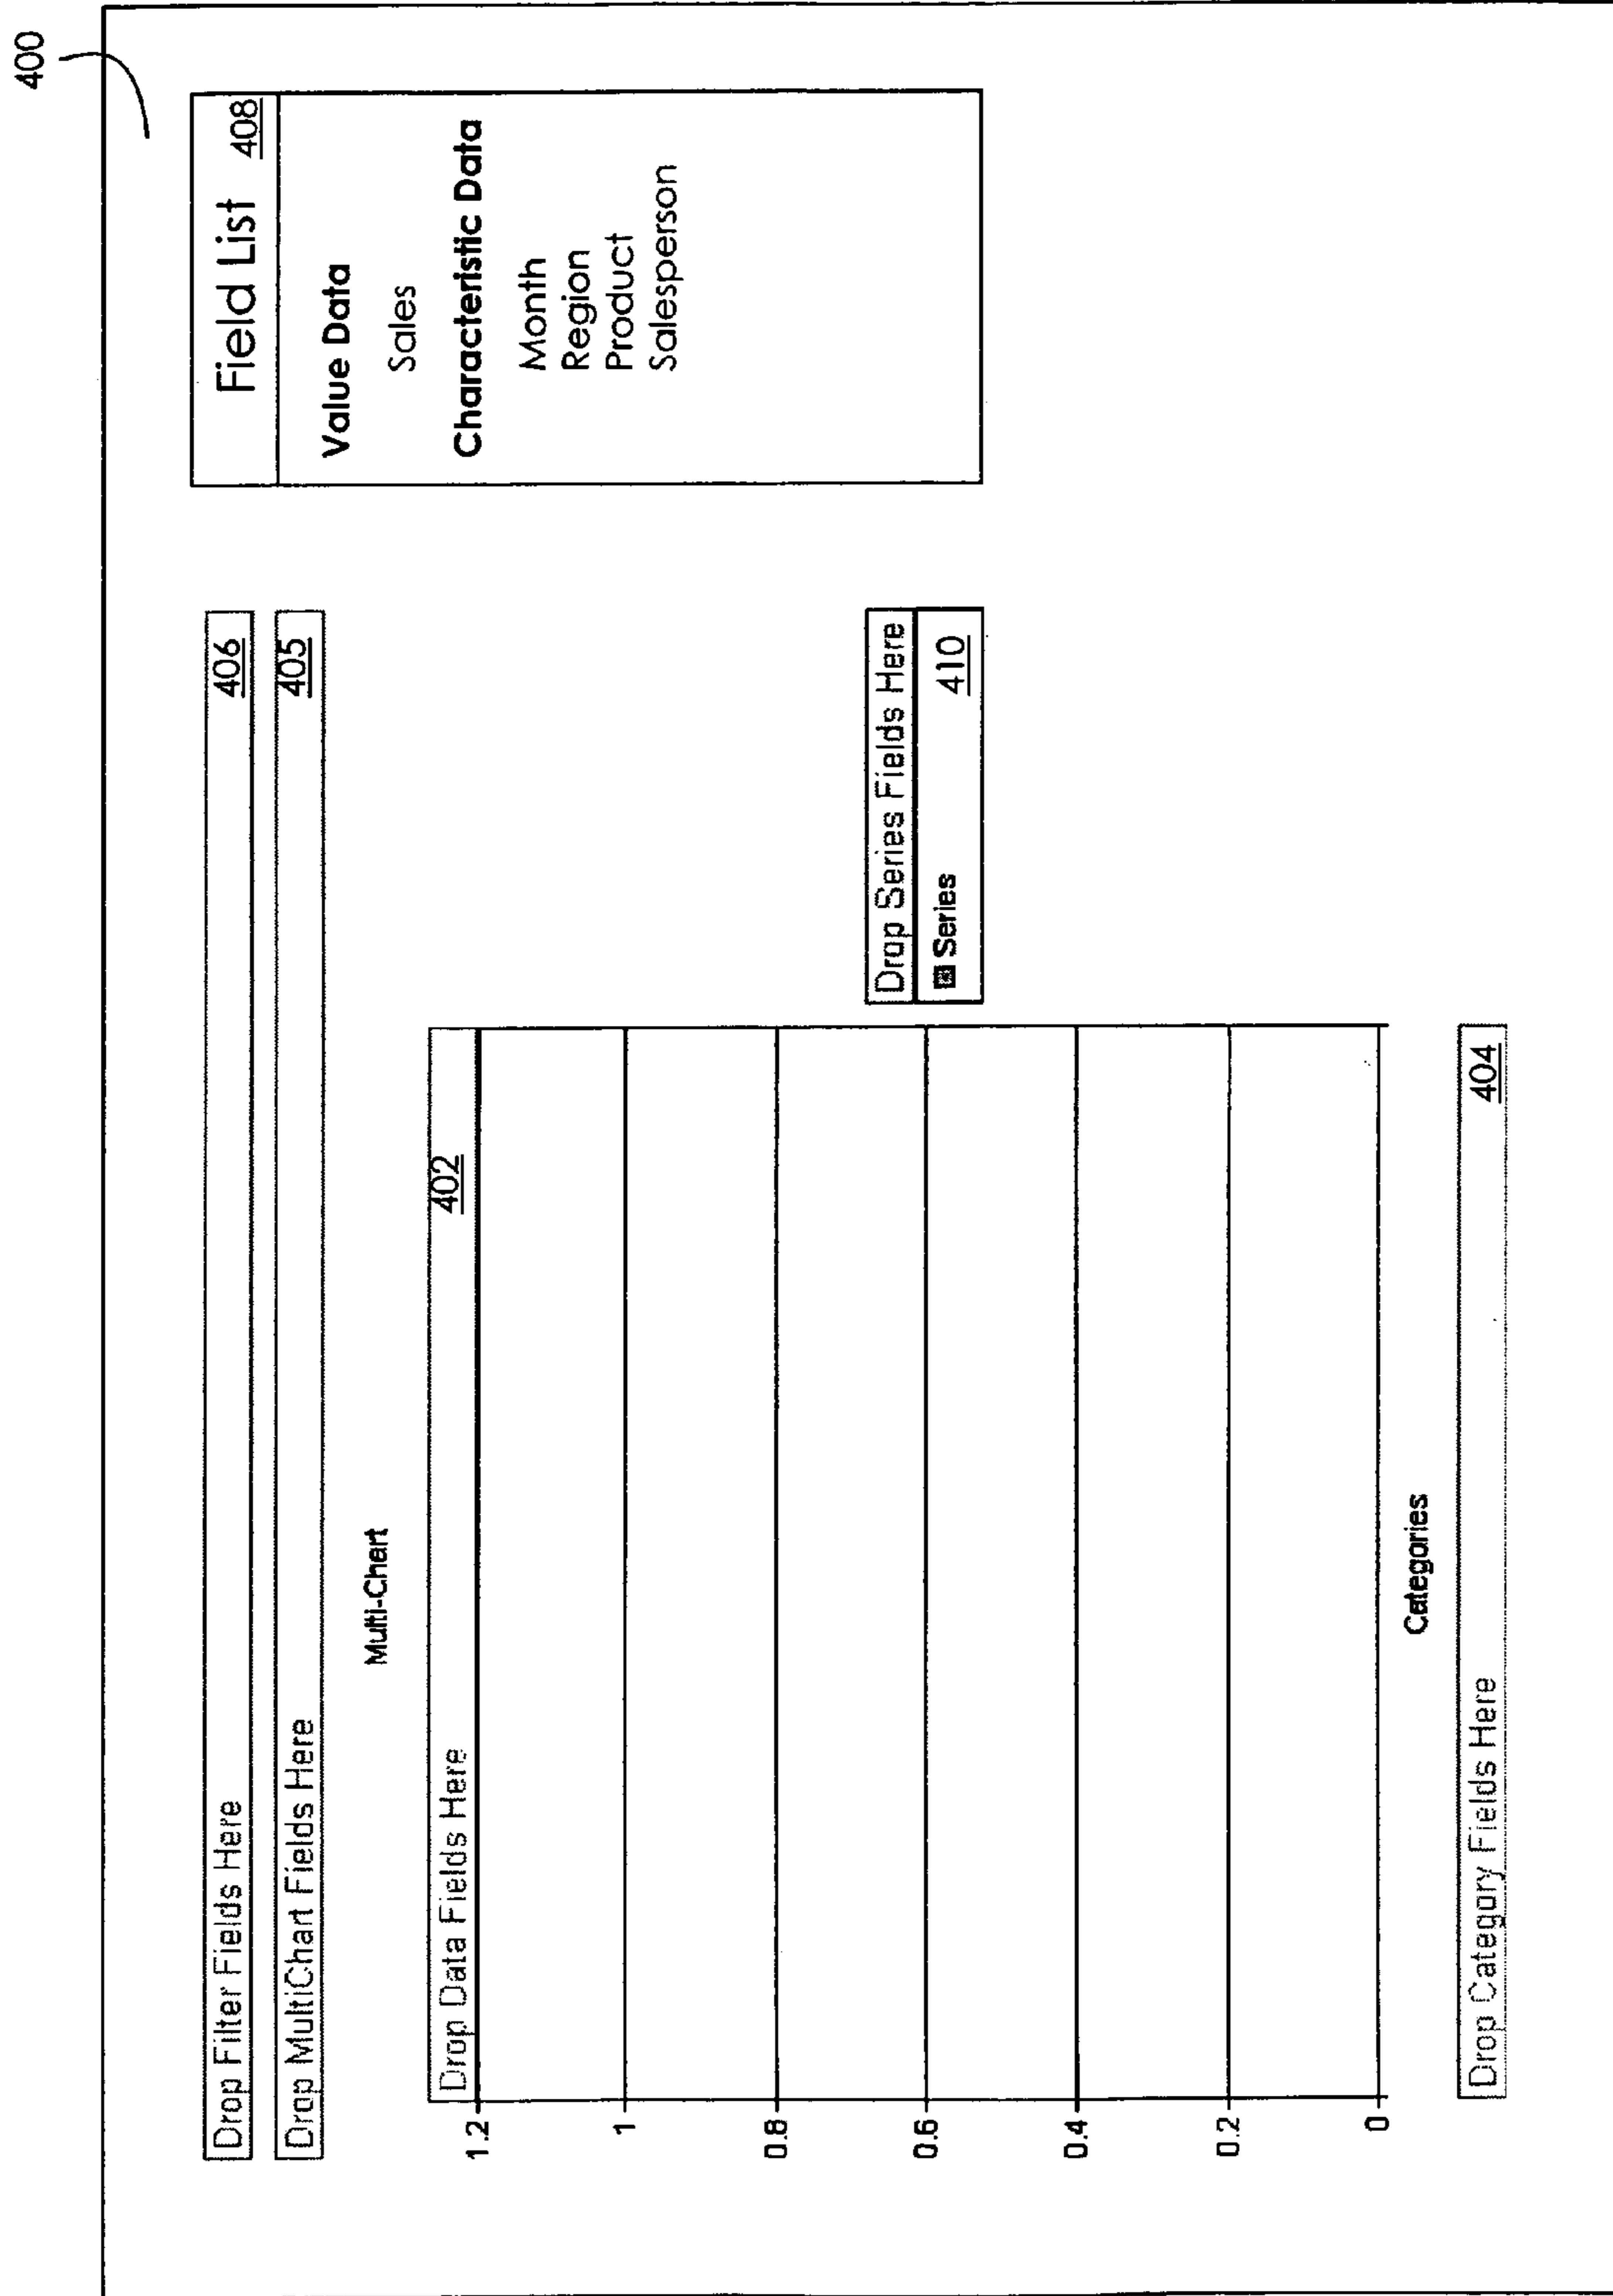 400
Drop Filter Fields Here 406
Drop MultiChart Fields Here 405
Field List 408
Value Data
Sales
Characteristic Data
Month
Region
Product
Salesperson
Multi-Chart
Drop Data Fields Here 402
1.2
1
0.8
0.6
0.4
0.2
0
Drop Series Fields Here
Series
410
Categories
Drop Category Fields Here 404